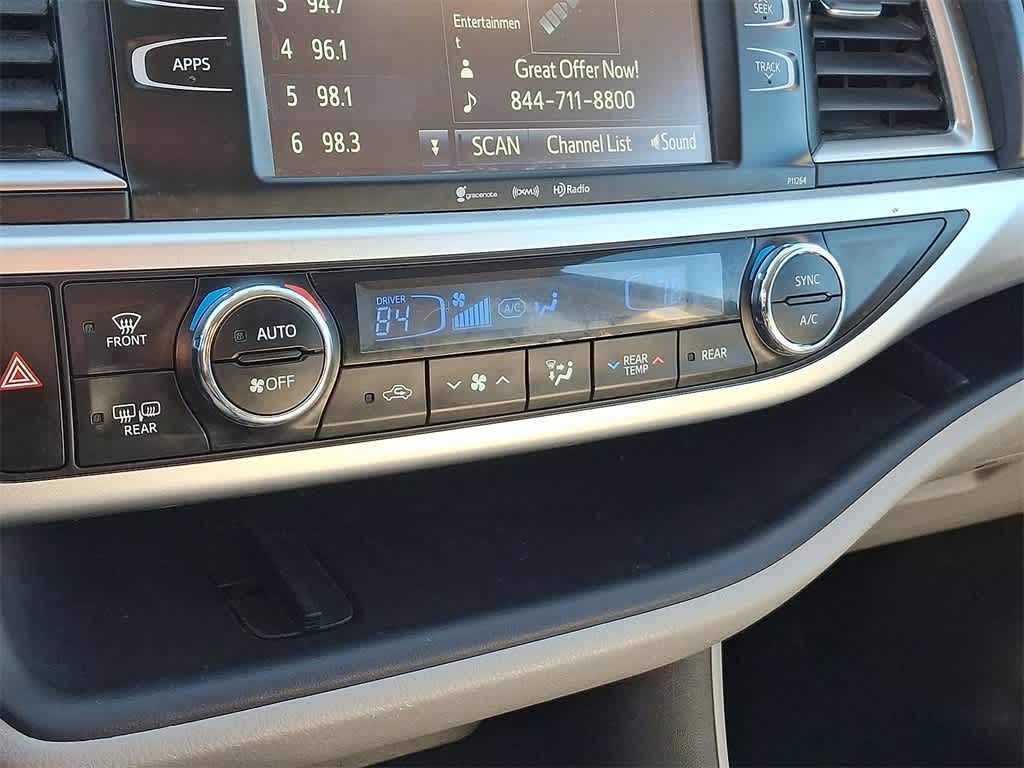 3 94.7
Entertainmen
t
SEEK
4 96.1
APPS
Great Offer Now!
TRACK
5 98.1
844-711-8800
6 98.3
SCAN Channel List Sound
gracenote XM HD Radio
P11264
SYNC
DRIVER
84
A/C
AUTO
A/C
FRONT
OFF
REAR
TEMP
REAR
REAR